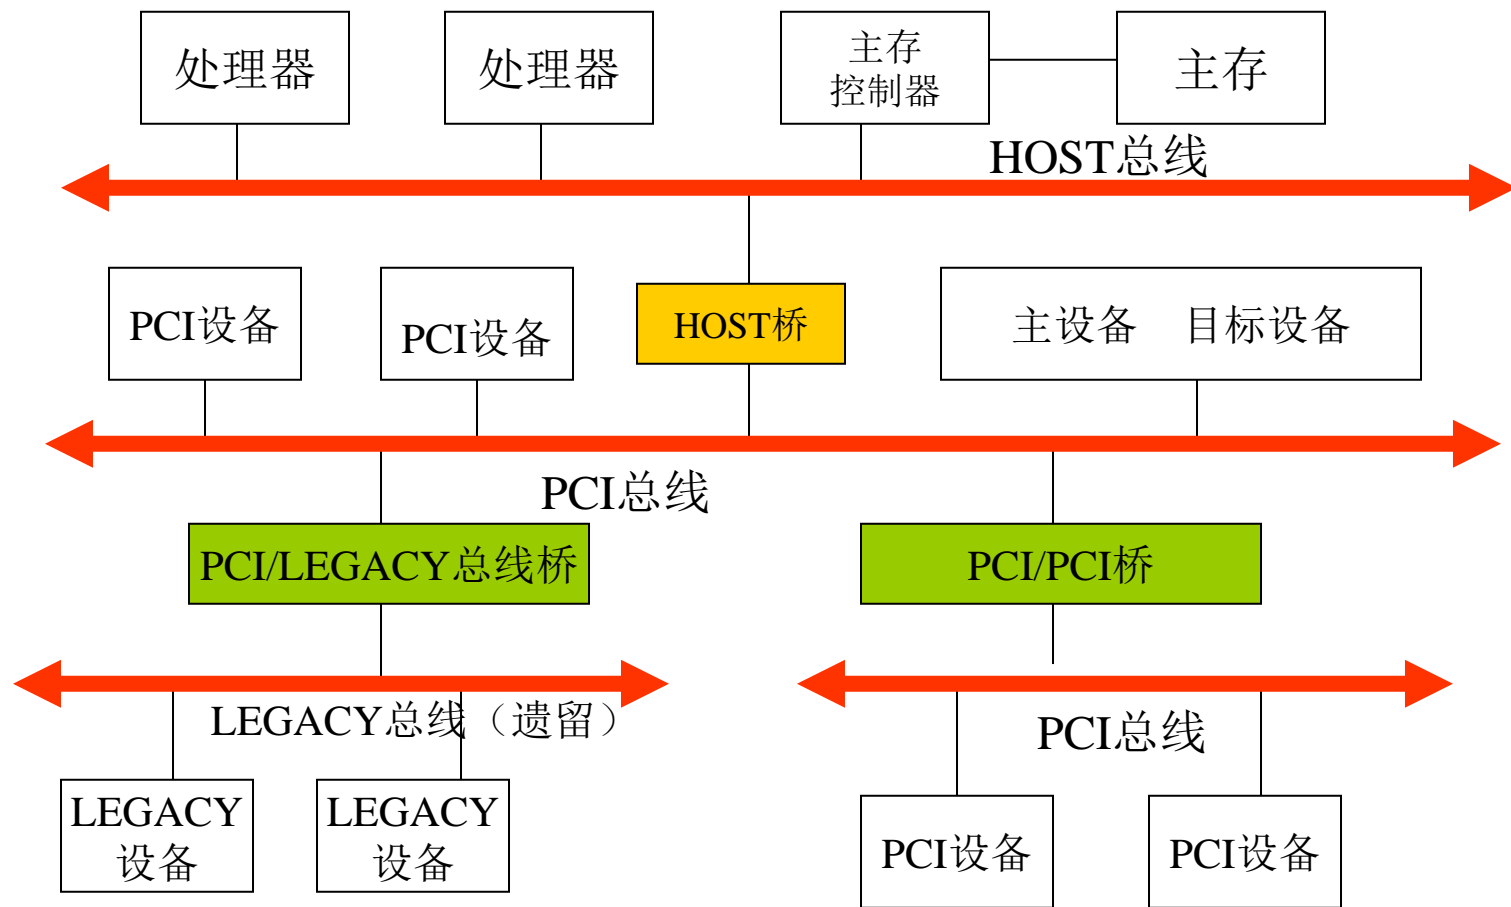 处理器
处理器
主存
控制器
主存
HOST总线
PCI设备
PCI设备
HOST桥
主设备 目标设备
PCI总线
PCI/LEGACY总线桥
PCI/PCI桥
LEGACY总线（遗留）
PCI总线
LEGACY
设备
LEGACY
设备
PCI设备
PCI设备